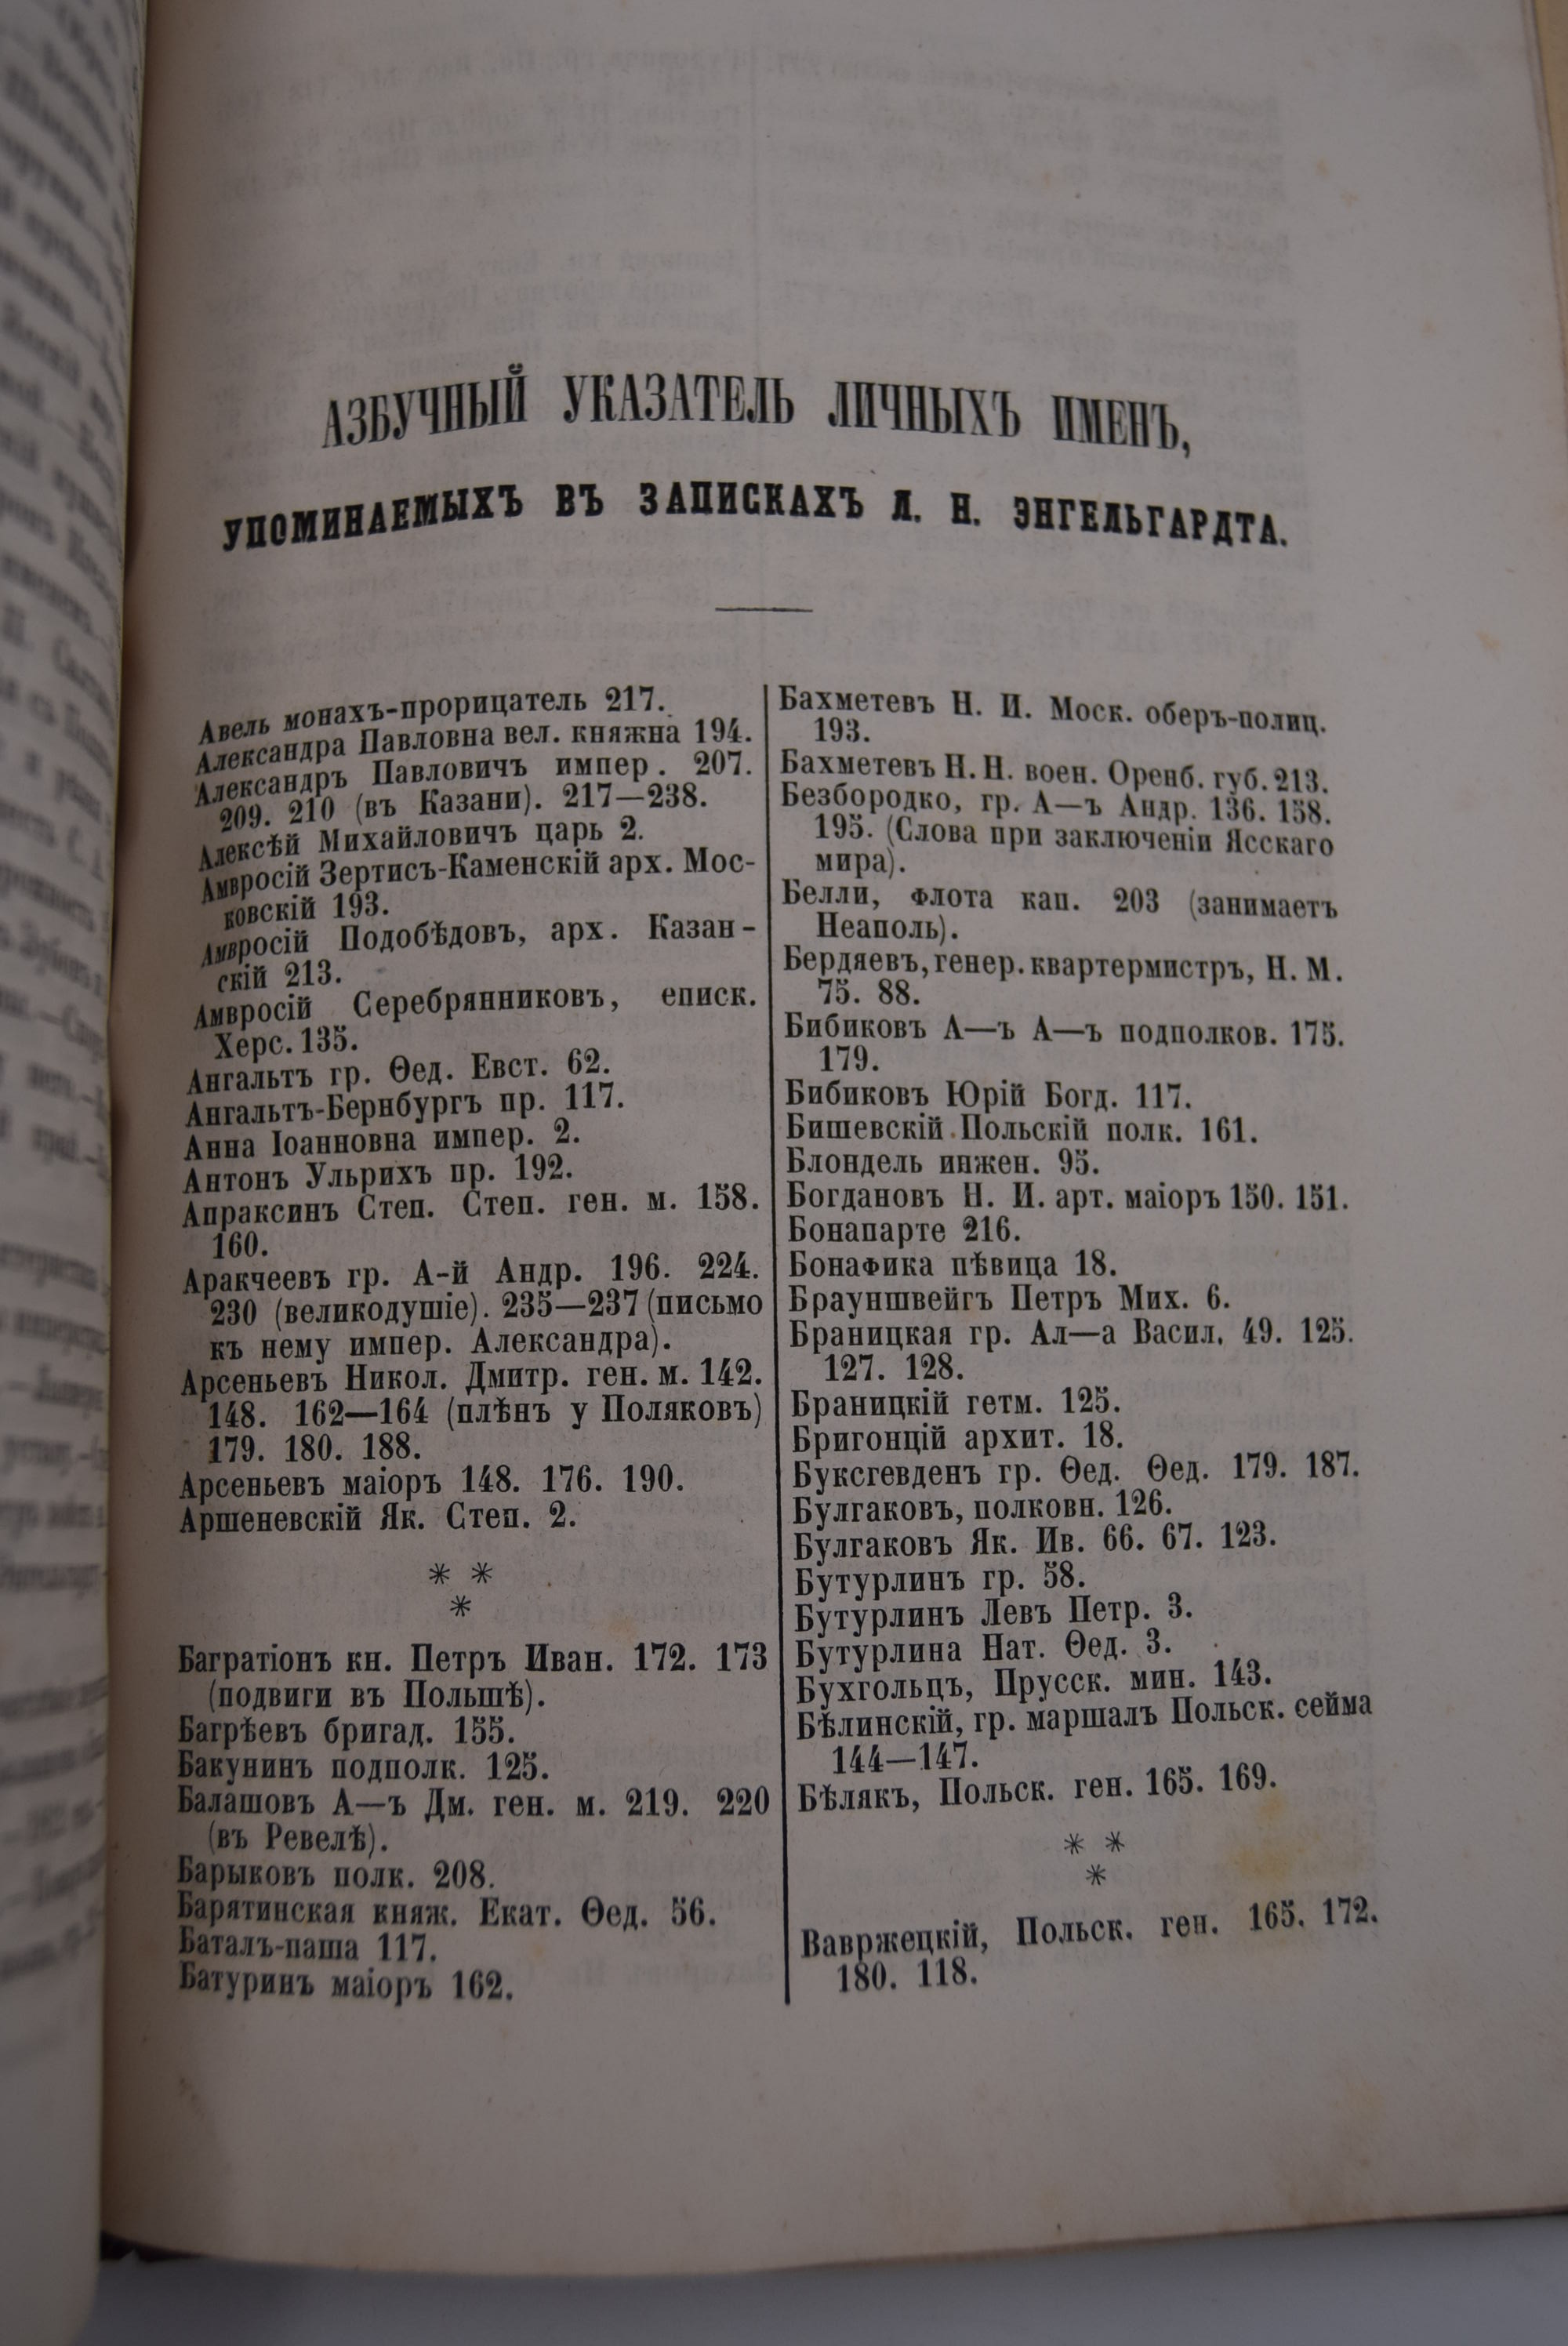 АЗБУЧНЫЙ УКАЗАТЕЛЬ ЛИЧНЫХЪ ИМЕНЪ,
УПОМИНАЕМЫХЪ ВЪ ЗАПИСКАХЪ Л. Н. ЭНГЕЛЬГАРДТА.
Авель монахъ-прорицатель 217.
Александра Павловна вел. княжна 194.
Александръ Павловичъ импер. 207.
209. 210 (въ Казани). 217—238.
Алексѣй Михайловичъ царь 2.
Амвросій Зертисъ-Каменскій арх. Мос-
ковскій 193.
Амвросій Подобѣдовъ, арх. Казан-
скій 213.
Амвросій Серебрянниковъ, еписк.
Херс. 135.
Ангальтъ гр. Ѳед. Евст. 62.
Ангальтъ-Бернбургъ пр. 117.
Анна Іоанновна импер. 2.
Антонъ Ульрихъ пр. 192.
Апраксинъ Степ. Степ. ген. м. 158.
160.
Аракчеевъ гр. А-й Андр. 196. 224.
230 (великодушіе). 235—237 (письмо
къ нему импер. Александра).
Арсеньевъ Никол. Дмитр. ген. м. 142.
148. 162—164 (плѣнъ у Поляковъ)
179. 180. 188.
Арсеньевъ маіоръ 148. 176. 190.
Аршеневскій Як. Степ. 2.
* *
*
Багратіонъ кн. Петръ Иван. 172. 173
(подвиги въ Польшѣ).
Багрѣевъ бригад. 155.
Бакунинъ подполк. 125.
Балашовъ А—ъ Дм. ген. м. 219. 220
(въ Ревелѣ).
Барыковъ полк. 208.
Барятинская княж. Екат. Ѳед. 56.
Баталъ-паша 117.
Батуринъ маіоръ 162.
Бахметевъ Н. И. Моск. оберъ-полиц.
193.
Бахметевъ Н. Н. воен. Оренб. губ. 213.
Безбородко, гр. А—ъ Андр. 136. 158.
195. (Слова при заключеніи Ясскаго
мира).
Белли, флота кап. 203 (занимаетъ
Неаполь).
Бердяевъ, генер. квартермистръ, Н. М.
75. 88.
Бибиковъ А—ъ А—ъ подполков. 175.
179.
Бибиковъ Юрій Богд. 117.
Бишевскій Польскій полк. 161.
Блондель инжен. 95.
Богдановъ Н. И. арт. маіоръ 150. 151.
Бонапарте 216.
Бонафика пѣвица 18.
Брауншвейгъ Петръ Мих. 6.
Браницкая гр. Ал—а Васил. 49. 125.
127. 128.
Браницкій гетм. 125.
Бригонцій архит. 18.
Буксгевденъ гр. Ѳед. Ѳед. 179. 187.
Булгаковъ, полковн. 126.
Булгаковъ Як. Ив. 66. 67. 123.
Бутурлинъ гр. 58.
Бутурлинъ Левъ Петр. 3.
Бутурлина Нат. Ѳед. 3.
Бухгольцъ, Прусск. мин. 143.
Бѣлинскій, гр. маршалъ Польск. сейма
144—147.
Бѣлякъ, Польск. ген. 165. 169.
* *
*
Вавржецкій, Польск. ген. 165. 172.
180. 118.